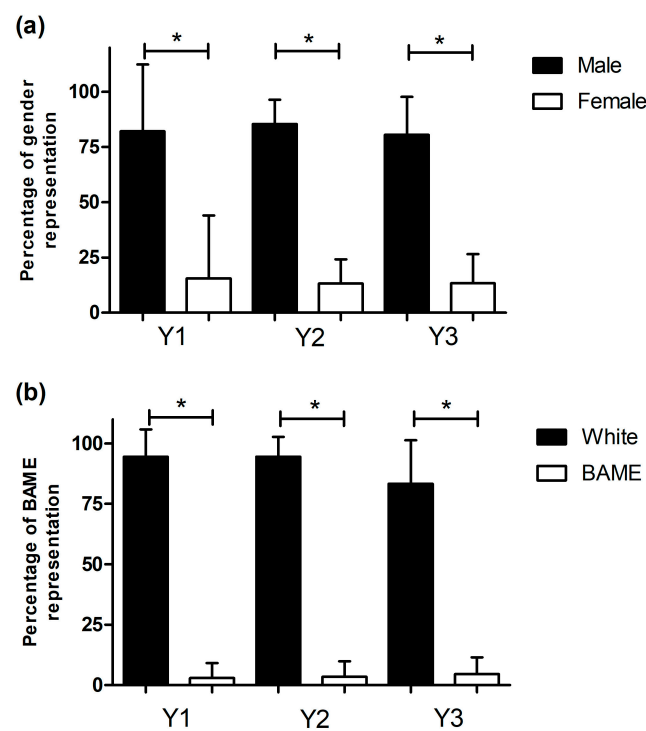 (a)
* * *
Male
Female
Percentage of gender
representation
100
75
50
25
0
Y1 Y2 Y3
(b)
* * *
White
BAME
Percentage of BAME
representation
100
75
50
25
0
Y1 Y2 Y3